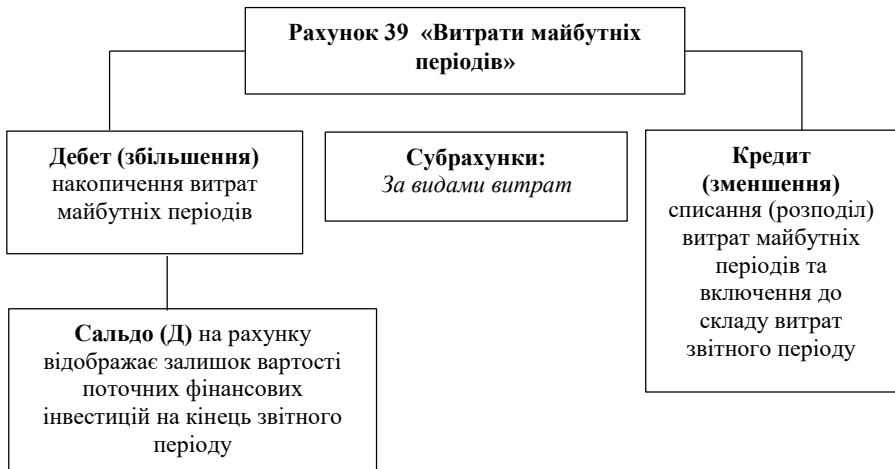 Рахунок 39 «Витрати майбутніх
періодів»
Дебет (збільшення)
накопичення витрат
майбутніх періодів
Субрахунки:
За видами витрат
Кредит
(зменшення)
списання (розподіл)
витрат майбутніх
періодів та
включення до
складу витрат
звітного періоду
Сальдо (Д) на рахунку
відображає залишок вартості
поточних фінансових
інвестицій на кінець звітного
періоду